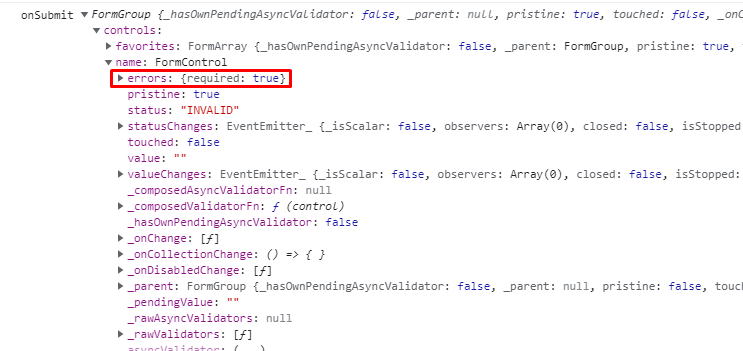 onSubmit ▼ FormGroup {_hasOwnPendingAsyncValidator: false, _parent: null, pristine: true, touched: false, _onC
▼ controls:
▶ favorites: FormArray {_hasOwnPendingAsyncValidator: false, _parent: FormGroup, pristine: true,
▼ name: FormControl
▶ errors: {required: true}
pristine: true
status: "INVALID"
▶ statusChanges: EventEmitter_ {_isScalar: false, observers: Array(0), closed: false, isStopped
touched: false
value: ""
▶ valueChanges: EventEmitter_ {_isScalar: false, observers: Array(0), closed: false, isStopped:
_composedAsyncValidatorFn: null
▶ _composedValidatorFn: ƒ (control)
_hasOwnPendingAsyncValidator: false
▶ _onChange: [ƒ]
▶ _onCollectionChange: () => { }
▶ _onDisabledChange: [ƒ]
▶ _parent: FormGroup {_hasOwnPendingAsyncValidator: false, _parent: null, pristine: false, touc
_pendingValue: ""
_rawAsyncValidators: null
▶ _rawValidators: [ƒ]
asyncValidator: (...)